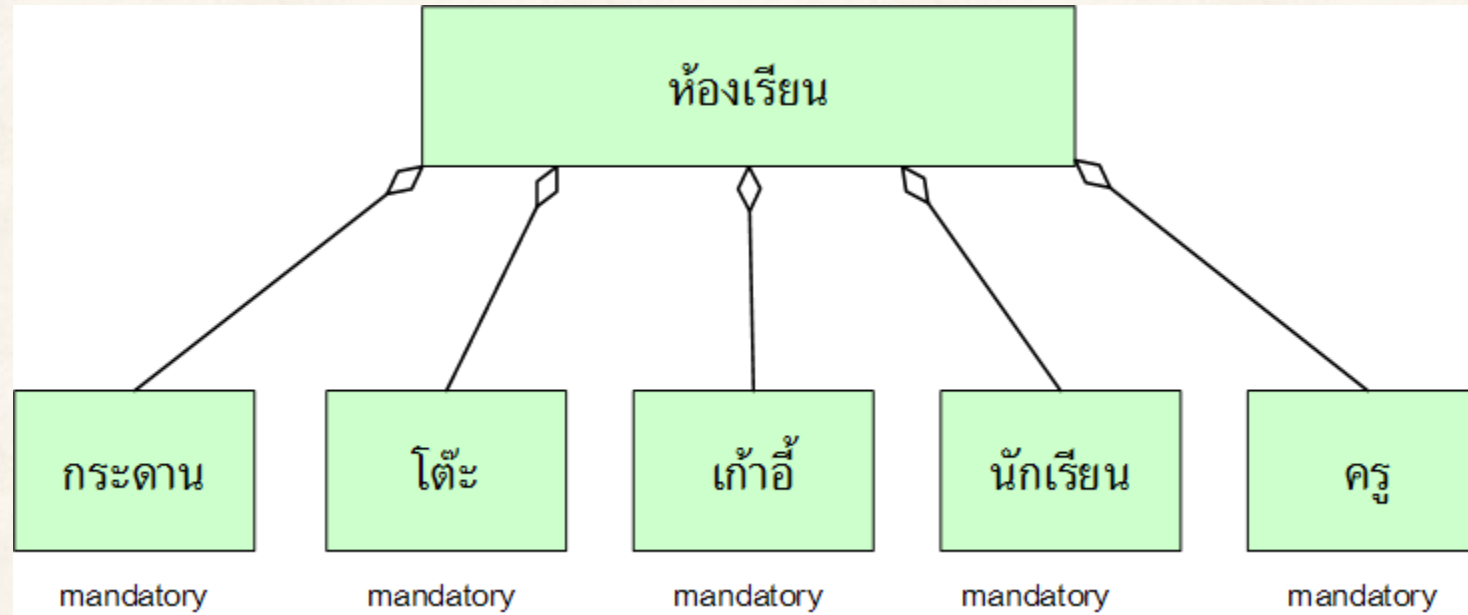 ห้องเรียน
กระดาน
โต๊ะ
เก้าอี้
นักเรียน
ครู
mandatory
mandatory
mandatory
mandatory
mandatory